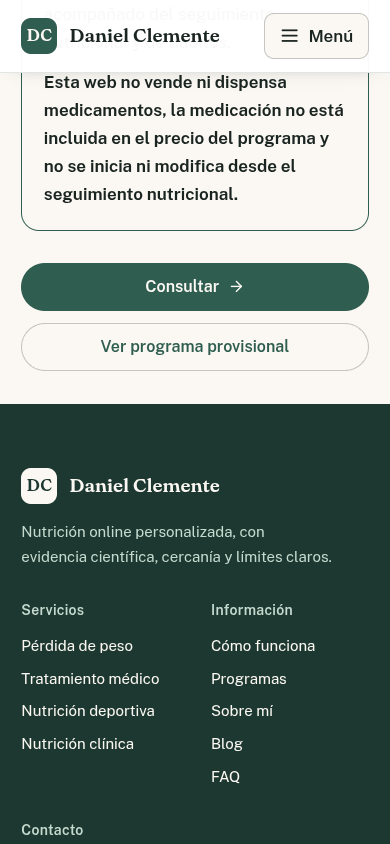 DC Daniel Clemente
Menú
acompañado del seguimient
Esta web no vende ni dispensa
medicamentos, la medicación no está
incluida en el precio del programa y
no se inicia ni modifica desde el
seguimiento nutricional.
Consultar →
Ver programa provisional
DC Daniel Clemente
Nutrición online personalizada, con
evidencia científica, cercanía y límites claros.
Servicios
Pérdida de peso
Tratamiento médico
Nutrición deportiva
Nutrición clínica
Información
Cómo funciona
Programas
Sobre mí
Blog
FAQ
Contacto